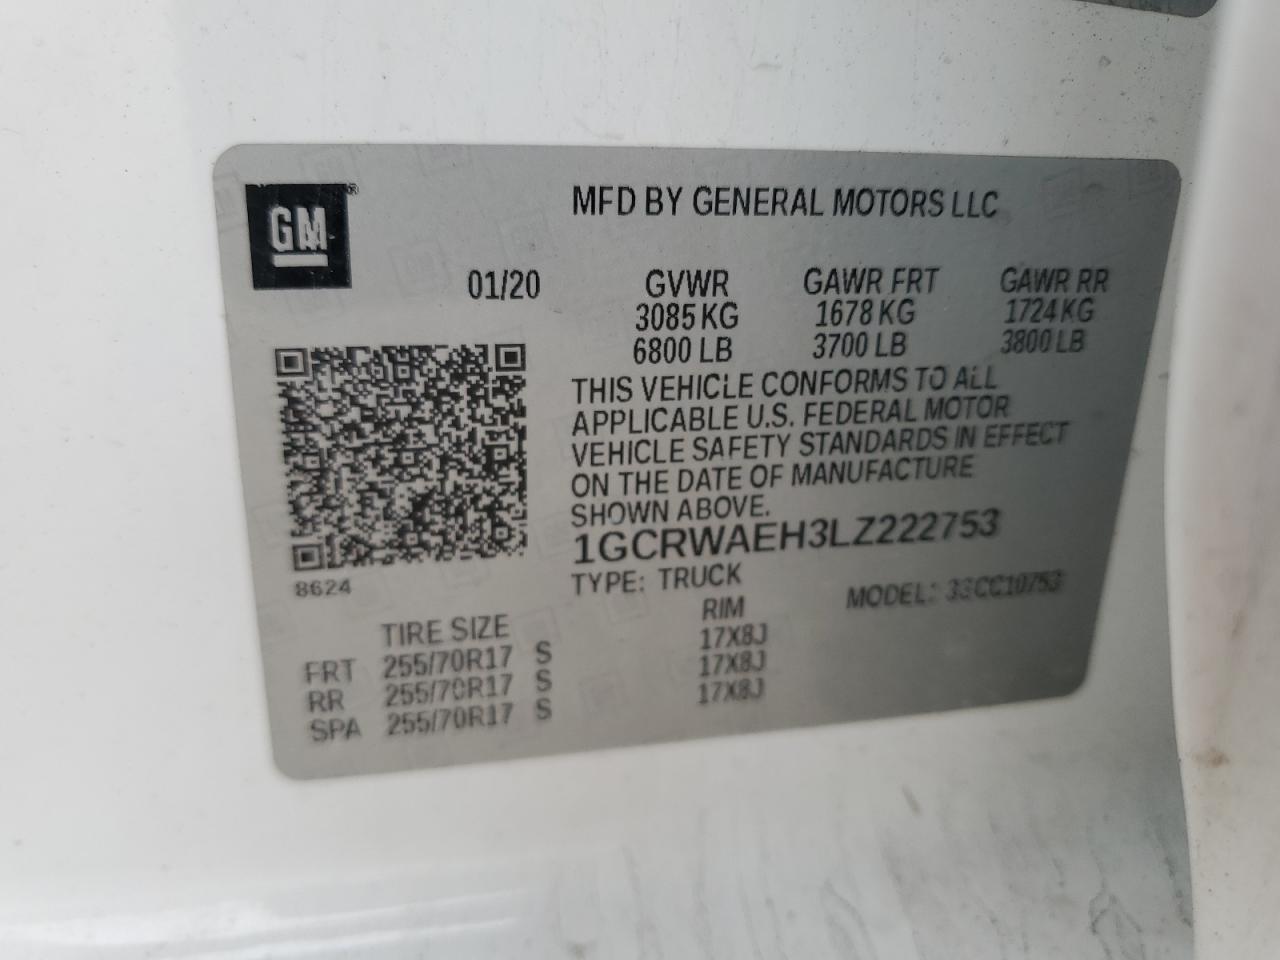 GM ®
MFD BY GENERAL MOTORS LLC
01/20
GVWR GAWR FRT GAWR RR
3085 KG 1678 KG 1724 KG
6800 LB 3700 LB 3800 LB
THIS VEHICLE CONFORMS TO ALL
APPLICABLE U.S. FEDERAL MOTOR
VEHICLE SAFETY STANDARDS IN EFFECT
ON THE DATE OF MANUFACTURE
SHOWN ABOVE.
1GCRWAEH3LZ222753
8624
TYPE: TRUCK
MODEL:
TIRE SIZE RIM
FRT 255/70R17 S 17X8J
RR 255/70R17 S 17X8J
SPA 255/70R17 S 17X8J